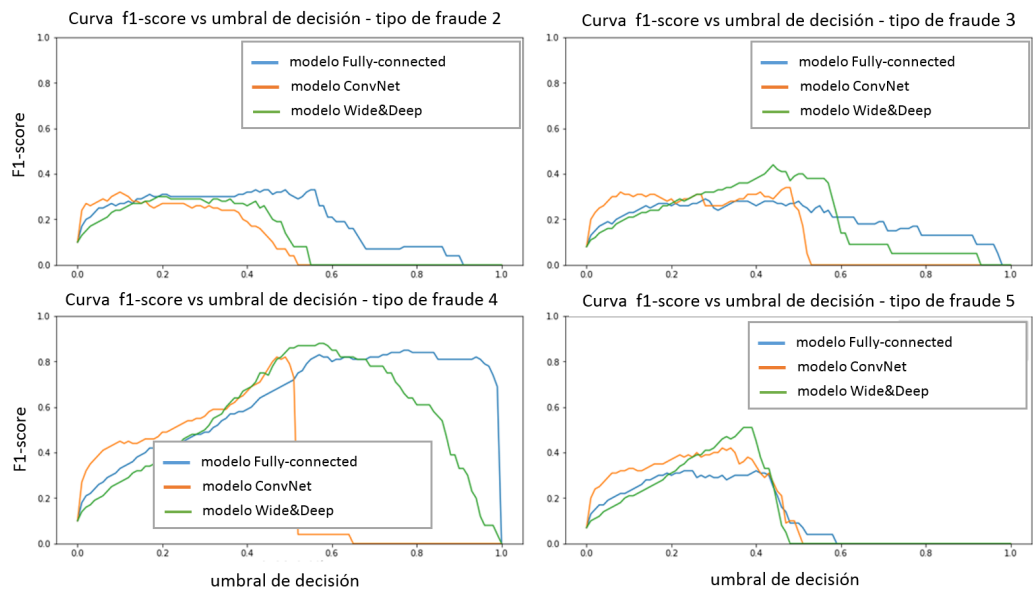 Curva f1-score vs umbral de decisión - tipo de fraude 2
1.0
0.8
0.6
0.4
0.2
0.0
F1-score
modelo Fully-connected
modelo ConvNet
modelo Wide&Deep
0.0 0.2 0.4 0.6 0.8 1.0
Curva f1-score vs umbral de decisión - tipo de fraude 3
1.0
0.8
0.6
0.4
0.2
0.0
modelo Fully-connected
modelo ConvNet
modelo Wide&Deep
0.0 0.2 0.4 0.6 0.8 1.0
Curva f1-score vs umbral de decisión - tipo de fraude 4
1.0
0.8
0.6
0.4
0.2
0.0
F1-score
modelo Fully-connected
modelo ConvNet
modelo Wide&Deep
0.0 0.2 0.4 0.6 0.8 1.0
umbral de decisión
Curva f1-score vs umbral de decisión - tipo de fraude 5
1.0
0.8
0.6
0.4
0.2
0.0
modelo Fully-connected
modelo ConvNet
modelo Wide&Deep
0.0 0.2 0.4 0.6 0.8 1.0
umbral de decisión